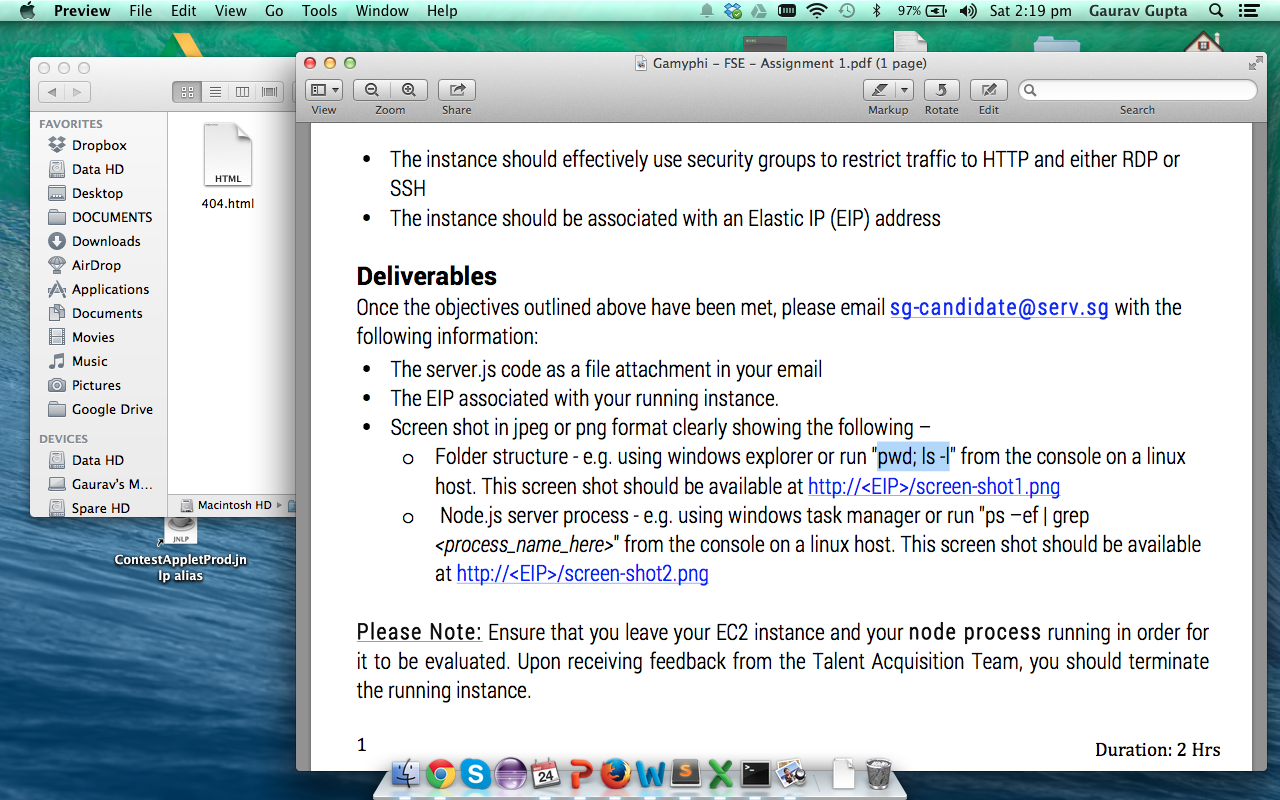 Preview File Edit View Go Tools Window Help 97% Sat 2:19 pm Gaurav Gupta
Gamyphi – FSE – Assignment 1.pdf (1 page)
View Zoom Share Markup Rotate Edit Search
FAVORITES
Dropbox
Data HD
Desktop
DOCUMENTS
Downloads
AirDrop
Applications
Documents
Movies
Music
Pictures
Google Drive
DEVICES
Data HD
Gaurav's M...
Spare HD
HTML
404.html
Macintosh HD
JNLP
ContestAppletProd.jn
lp alias
• The instance should effectively use security groups to restrict traffic to HTTP and either RDP or
SSH
• The instance should be associated with an Elastic IP (EIP) address
Deliverables
Once the objectives outlined above have been met, please email sg-candidate@serv.sg with the
following information:
• The server.js code as a file attachment in your email
• The EIP associated with your running instance.
• Screen shot in jpeg or png format clearly showing the following –
o Folder structure - e.g. using windows explorer or run "pwd; ls -l" from the console on a linux
host. This screen shot should be available at http://<EIP>/screen-shot1.png
o Node.js server process - e.g. using windows task manager or run "ps –ef | grep
<process_name_here>" from the console on a linux host. This screen shot should be available
at http://<EIP>/screen-shot2.png
Please Note: Ensure that you leave your EC2 instance and your node process running in order for
it to be evaluated. Upon receiving feedback from the Talent Acquisition Team, you should terminate
the running instance.
1
Duration: 2 Hrs
24